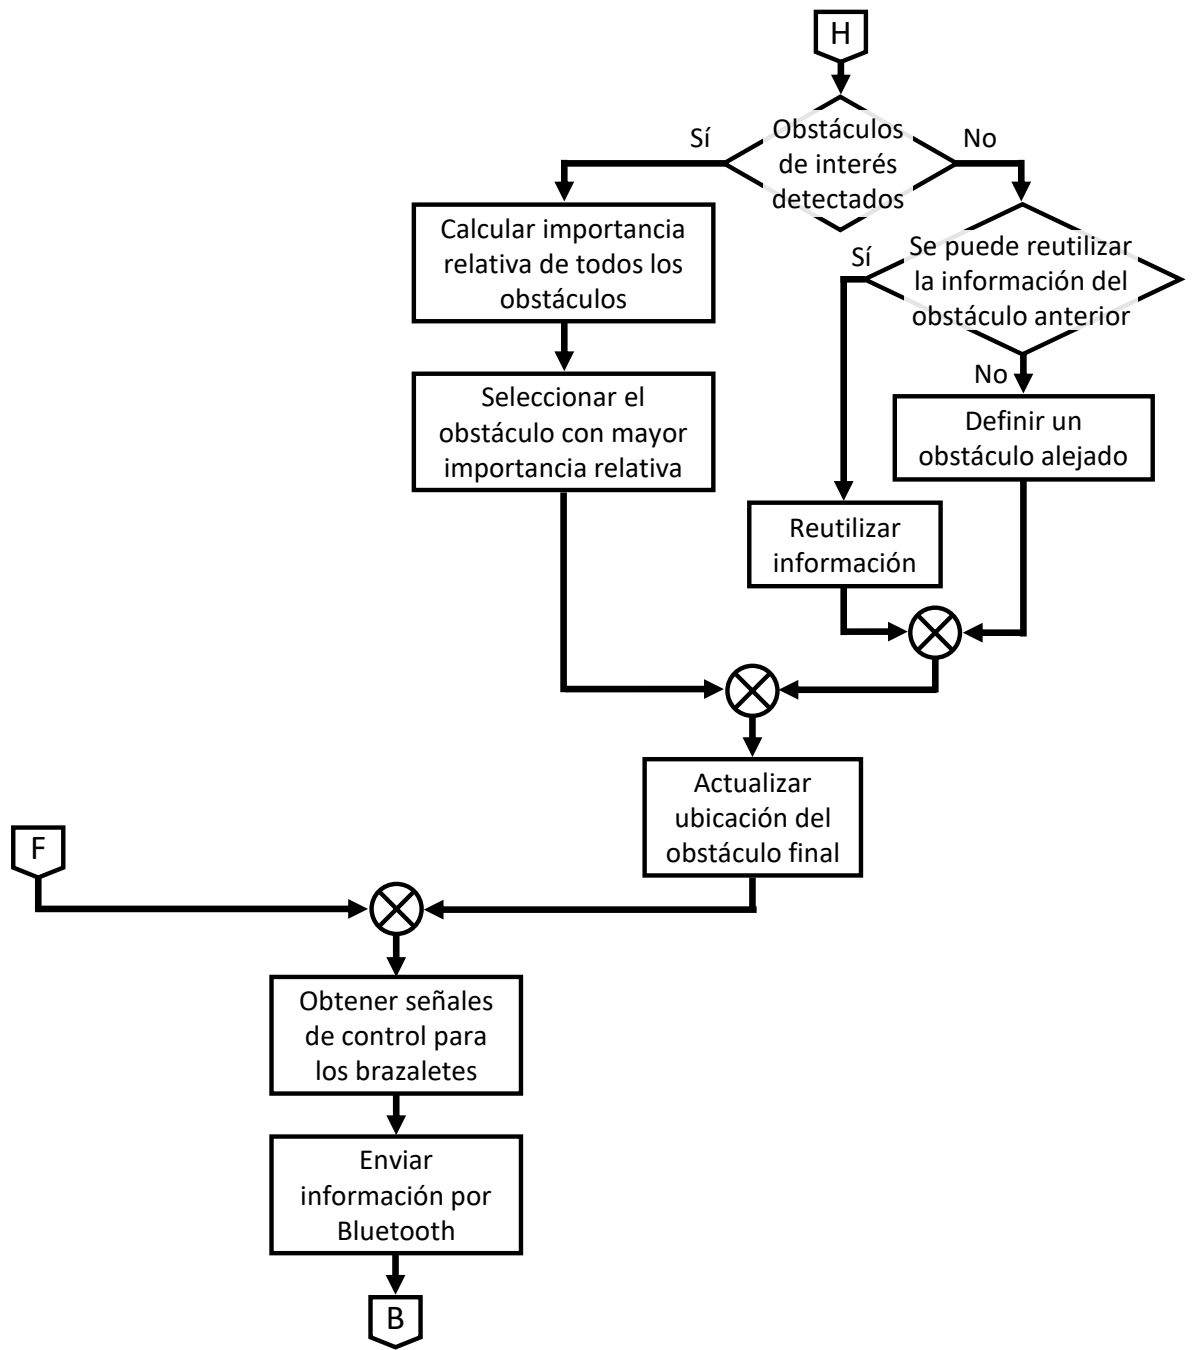 H
Obstáculos
de interés
detectados
Sí
No
Calcular importancia
relativa de todos los
obstáculos
Se puede reutilizar
la información del
obstáculo anterior
Sí
No
Seleccionar el
obstáculo con mayor
importancia relativa
Definir un
obstáculo alejado
Reutilizar
información
Actualizar
ubicación del
obstáculo final
F
Obtener señales
de control para
los brazaletes
Enviar
información por
Bluetooth
B